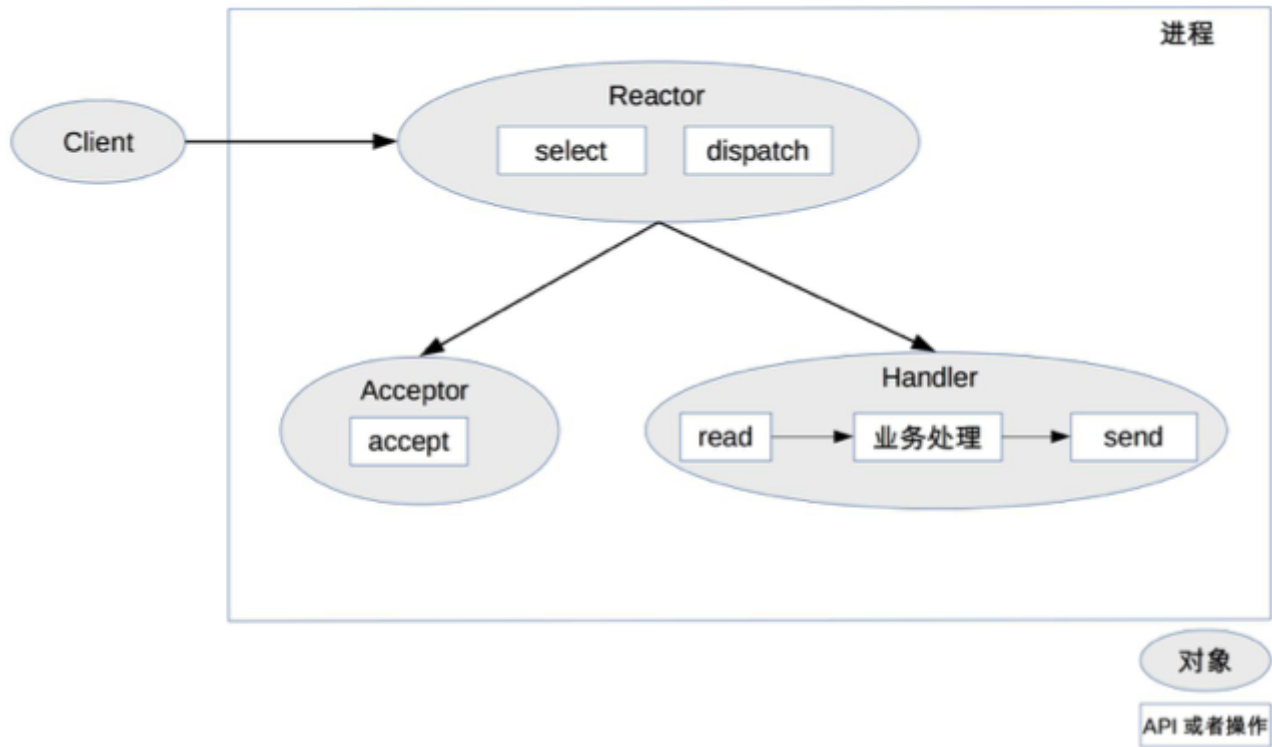 进程
Reactor
Client
select
dispatch
Acceptor
accept
Handler
read
业务处理
send
对象
API 或者操作